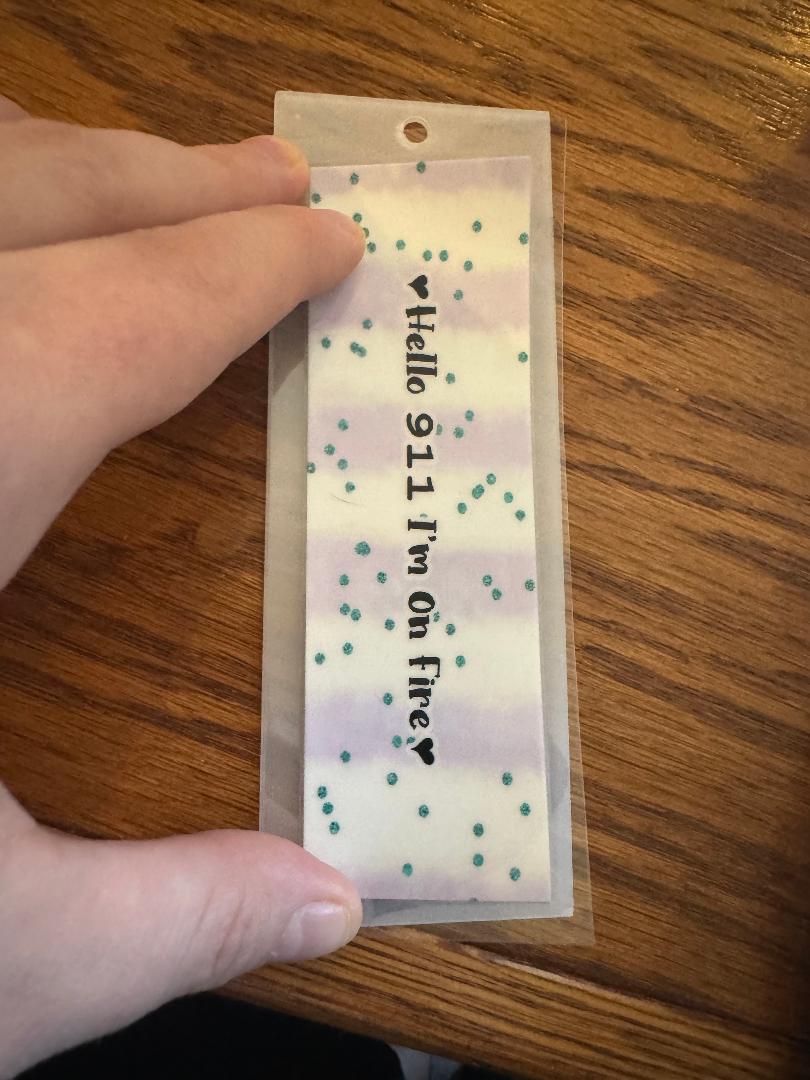 ♥Hello 911 I'm On Fire♥